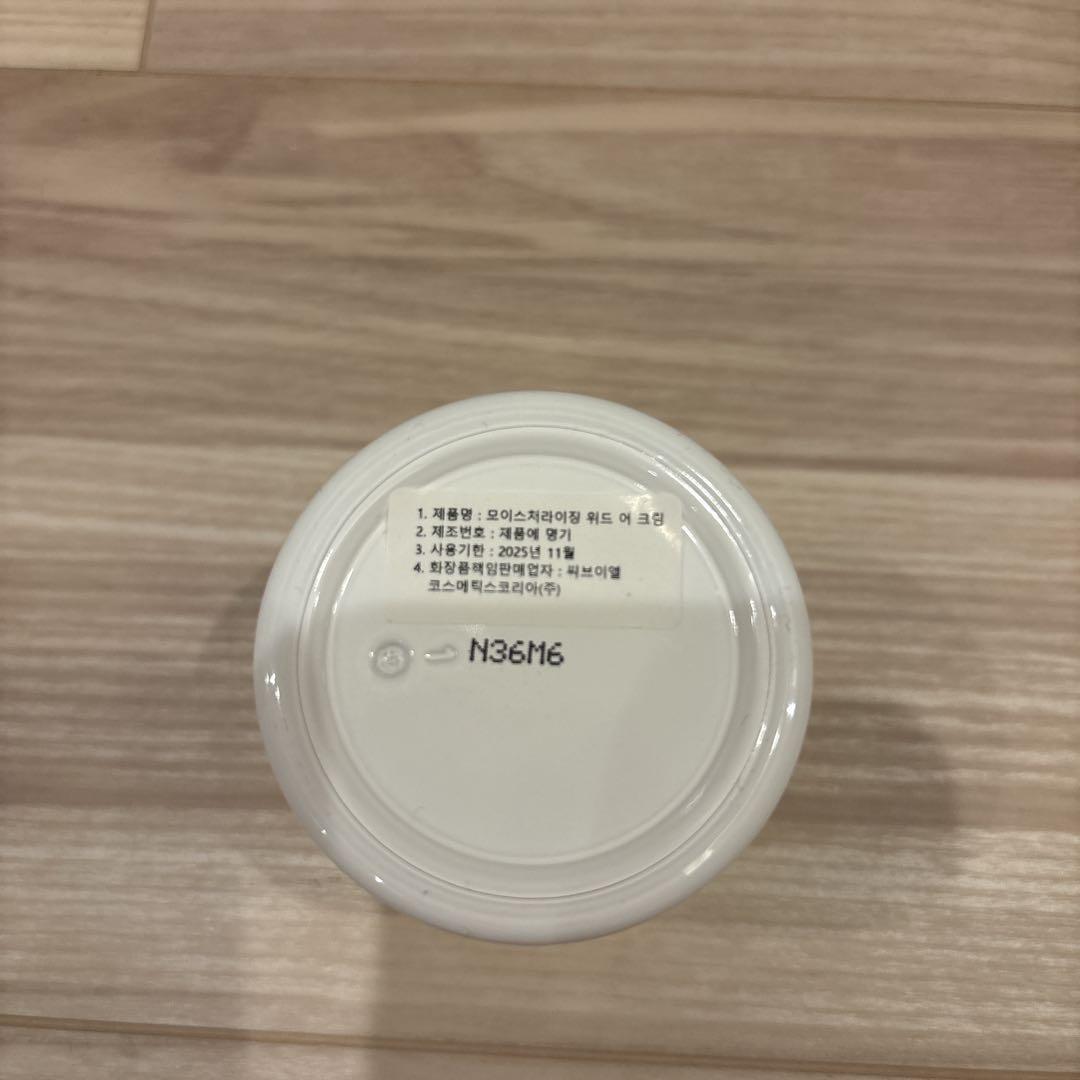 1. 제품명 : 모이스처라이징 위드 어 크림
2. 제조번호 : 제품에 명기
3. 사용기한 : 2025년 11월
4. 화장품책임판매업자 : 씨브이엘
코스메틱스코리아(주)
1 N36M6